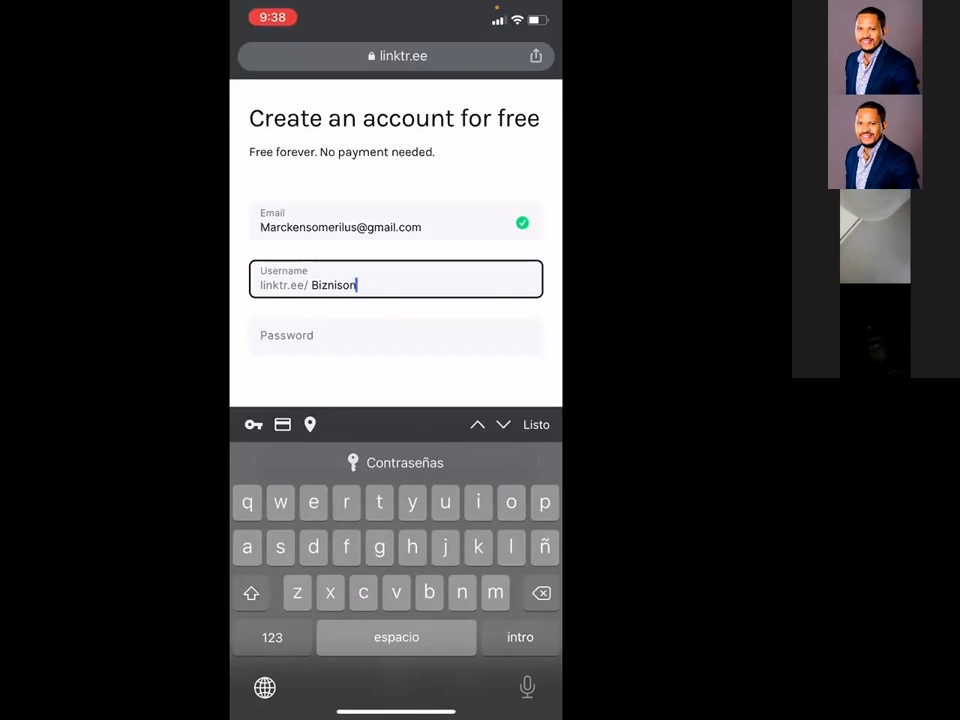 9:38
linktr.ee
Create an account for free
Free forever. No payment needed.
Email
Marckensomerilus@gmail.com
Username
linktr.ee/ Biznison
Password
Listo
Contraseñas
q w e r t y u i o p
a s d f g h j k l ñ
z x c v b n m
123 espacio intro